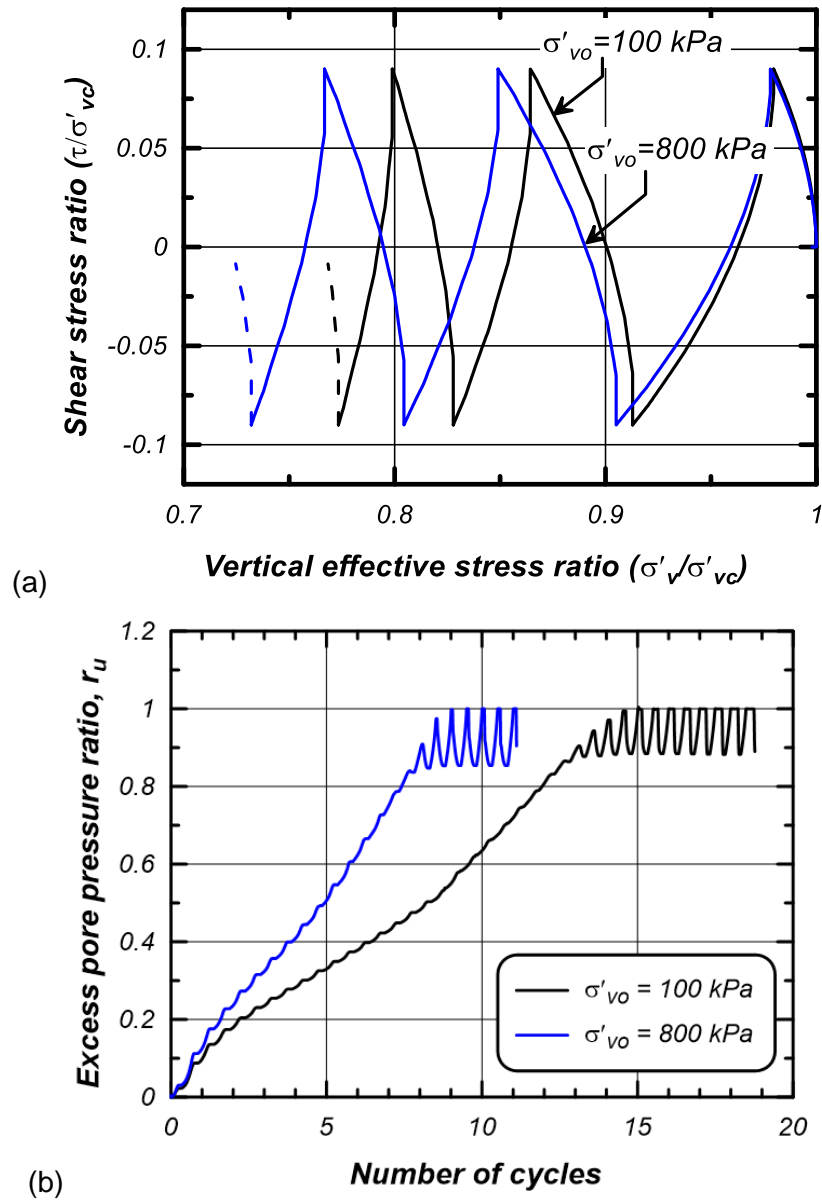 0.1
0.05
0
-0.05
-0.1
Shear stress ratio (τ/σ'vc)
σ'vo=100 kPa
σ'vo=800 kPa
0.7 0.8 0.9 1
Vertical effective stress ratio (σ'v/σ'vc)
(a)
1.2
1
0.8
0.6
0.4
0.2
0
Excess pore pressure ratio, ru
σ'vo = 100 kPa
σ'vo = 800 kPa
0 5 10 15 20
Number of cycles
(b)